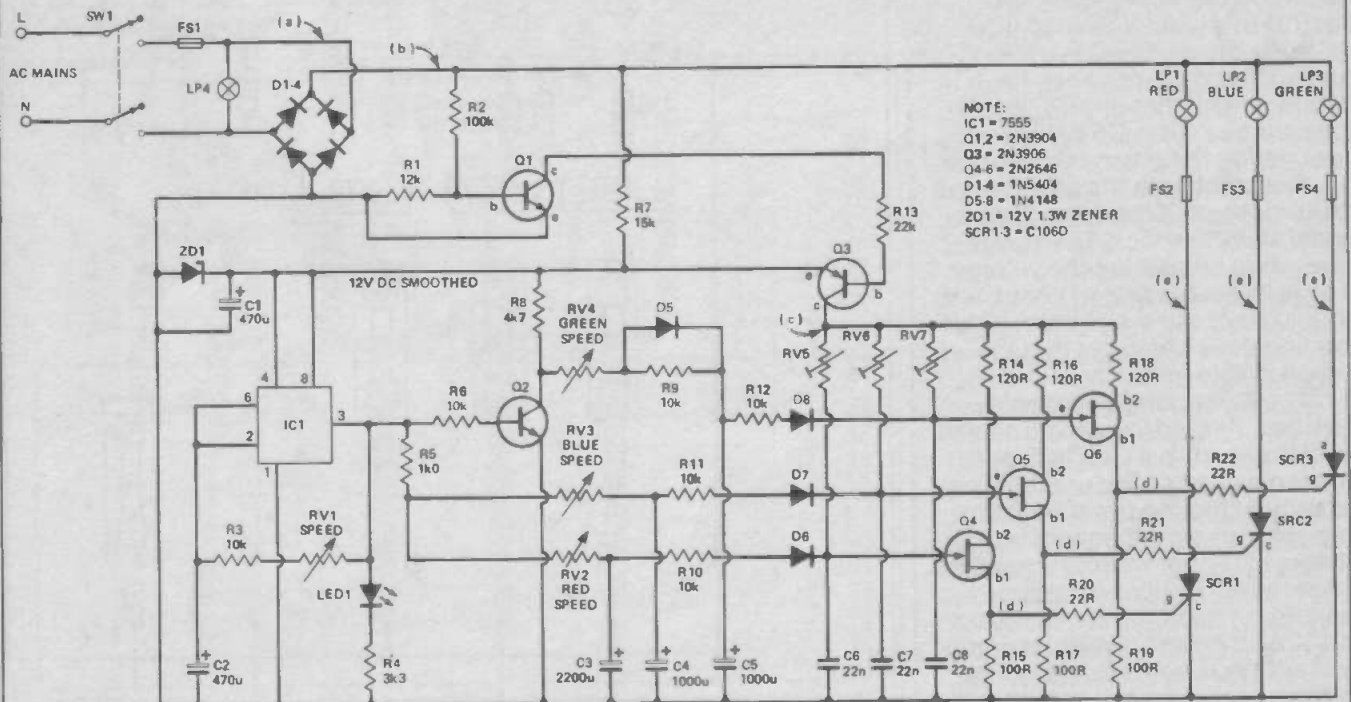 L
SW1
FS1
(a)
(b)
AC MAINS
LP4
D1-4
N
R2
100k
R1
12k
Q1
c
b
e
R7
15k
R13
22k
Q3
e
b
c
LP1
RED
LP2
BLUE
LP3
GREEN
NOTE:
IC1 = 7555
Q1,2 = 2N3904
Q3 = 2N3906
Q4-6 = 2N2646
D1-4 = 1N5404
D5-8 = 1N4148
ZD1 = 12V 1.3W ZENER
SCR1-3 = C106D
FS2
FS3
FS4
(e)
(e)
(e)
ZD1
C1
470u
12V DC SMOOTHED
R8
4k7
RV4
GREEN
SPEED
D5
R9
10k
(c)
RV5
RV6
RV7
R14
120R
R16
120R
R18
120R
4
8
6
2
IC1
3
1
R6
10k
Q2
R5
1k0
RV3
BLUE
SPEED
R12
10k
D8
R11
10k
D7
e
b2
Q6
b1
e
Q5
b2
b1
(d)
R22
22R
a
SCR3
g
R3
10k
RV1
SPEED
LED1
RV2
RED
SPEED
R10
10k
D6
Q4
b2
b1
(d)
R21
22R
g
SRC2
c
(d)
R20
22R
g
SCR1
c
C2
470u
R4
3k3
C3
2200u
C4
1000u
C5
1000u
C6
22n
C7
22n
C8
22n
R15
100R
R17
100R
R19
100R